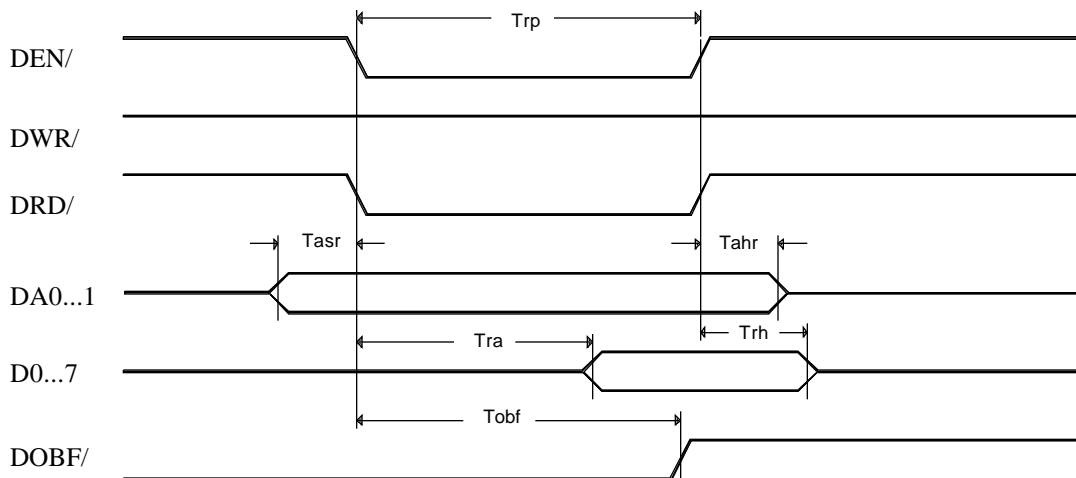 Trp
DEN/
DWR/
DRD/
Tasr
Tahr
DA0...1
Tra
Trh
D0...7
Tobf
DOBF/